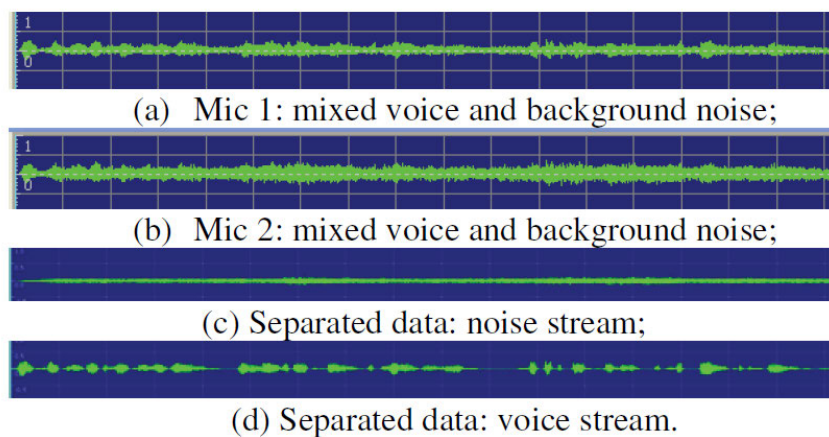 1
0
(a) Mic 1: mixed voice and background noise;
1
0
(b) Mic 2: mixed voice and background noise;
(c) Separated data: noise stream;
(d) Separated data: voice stream.